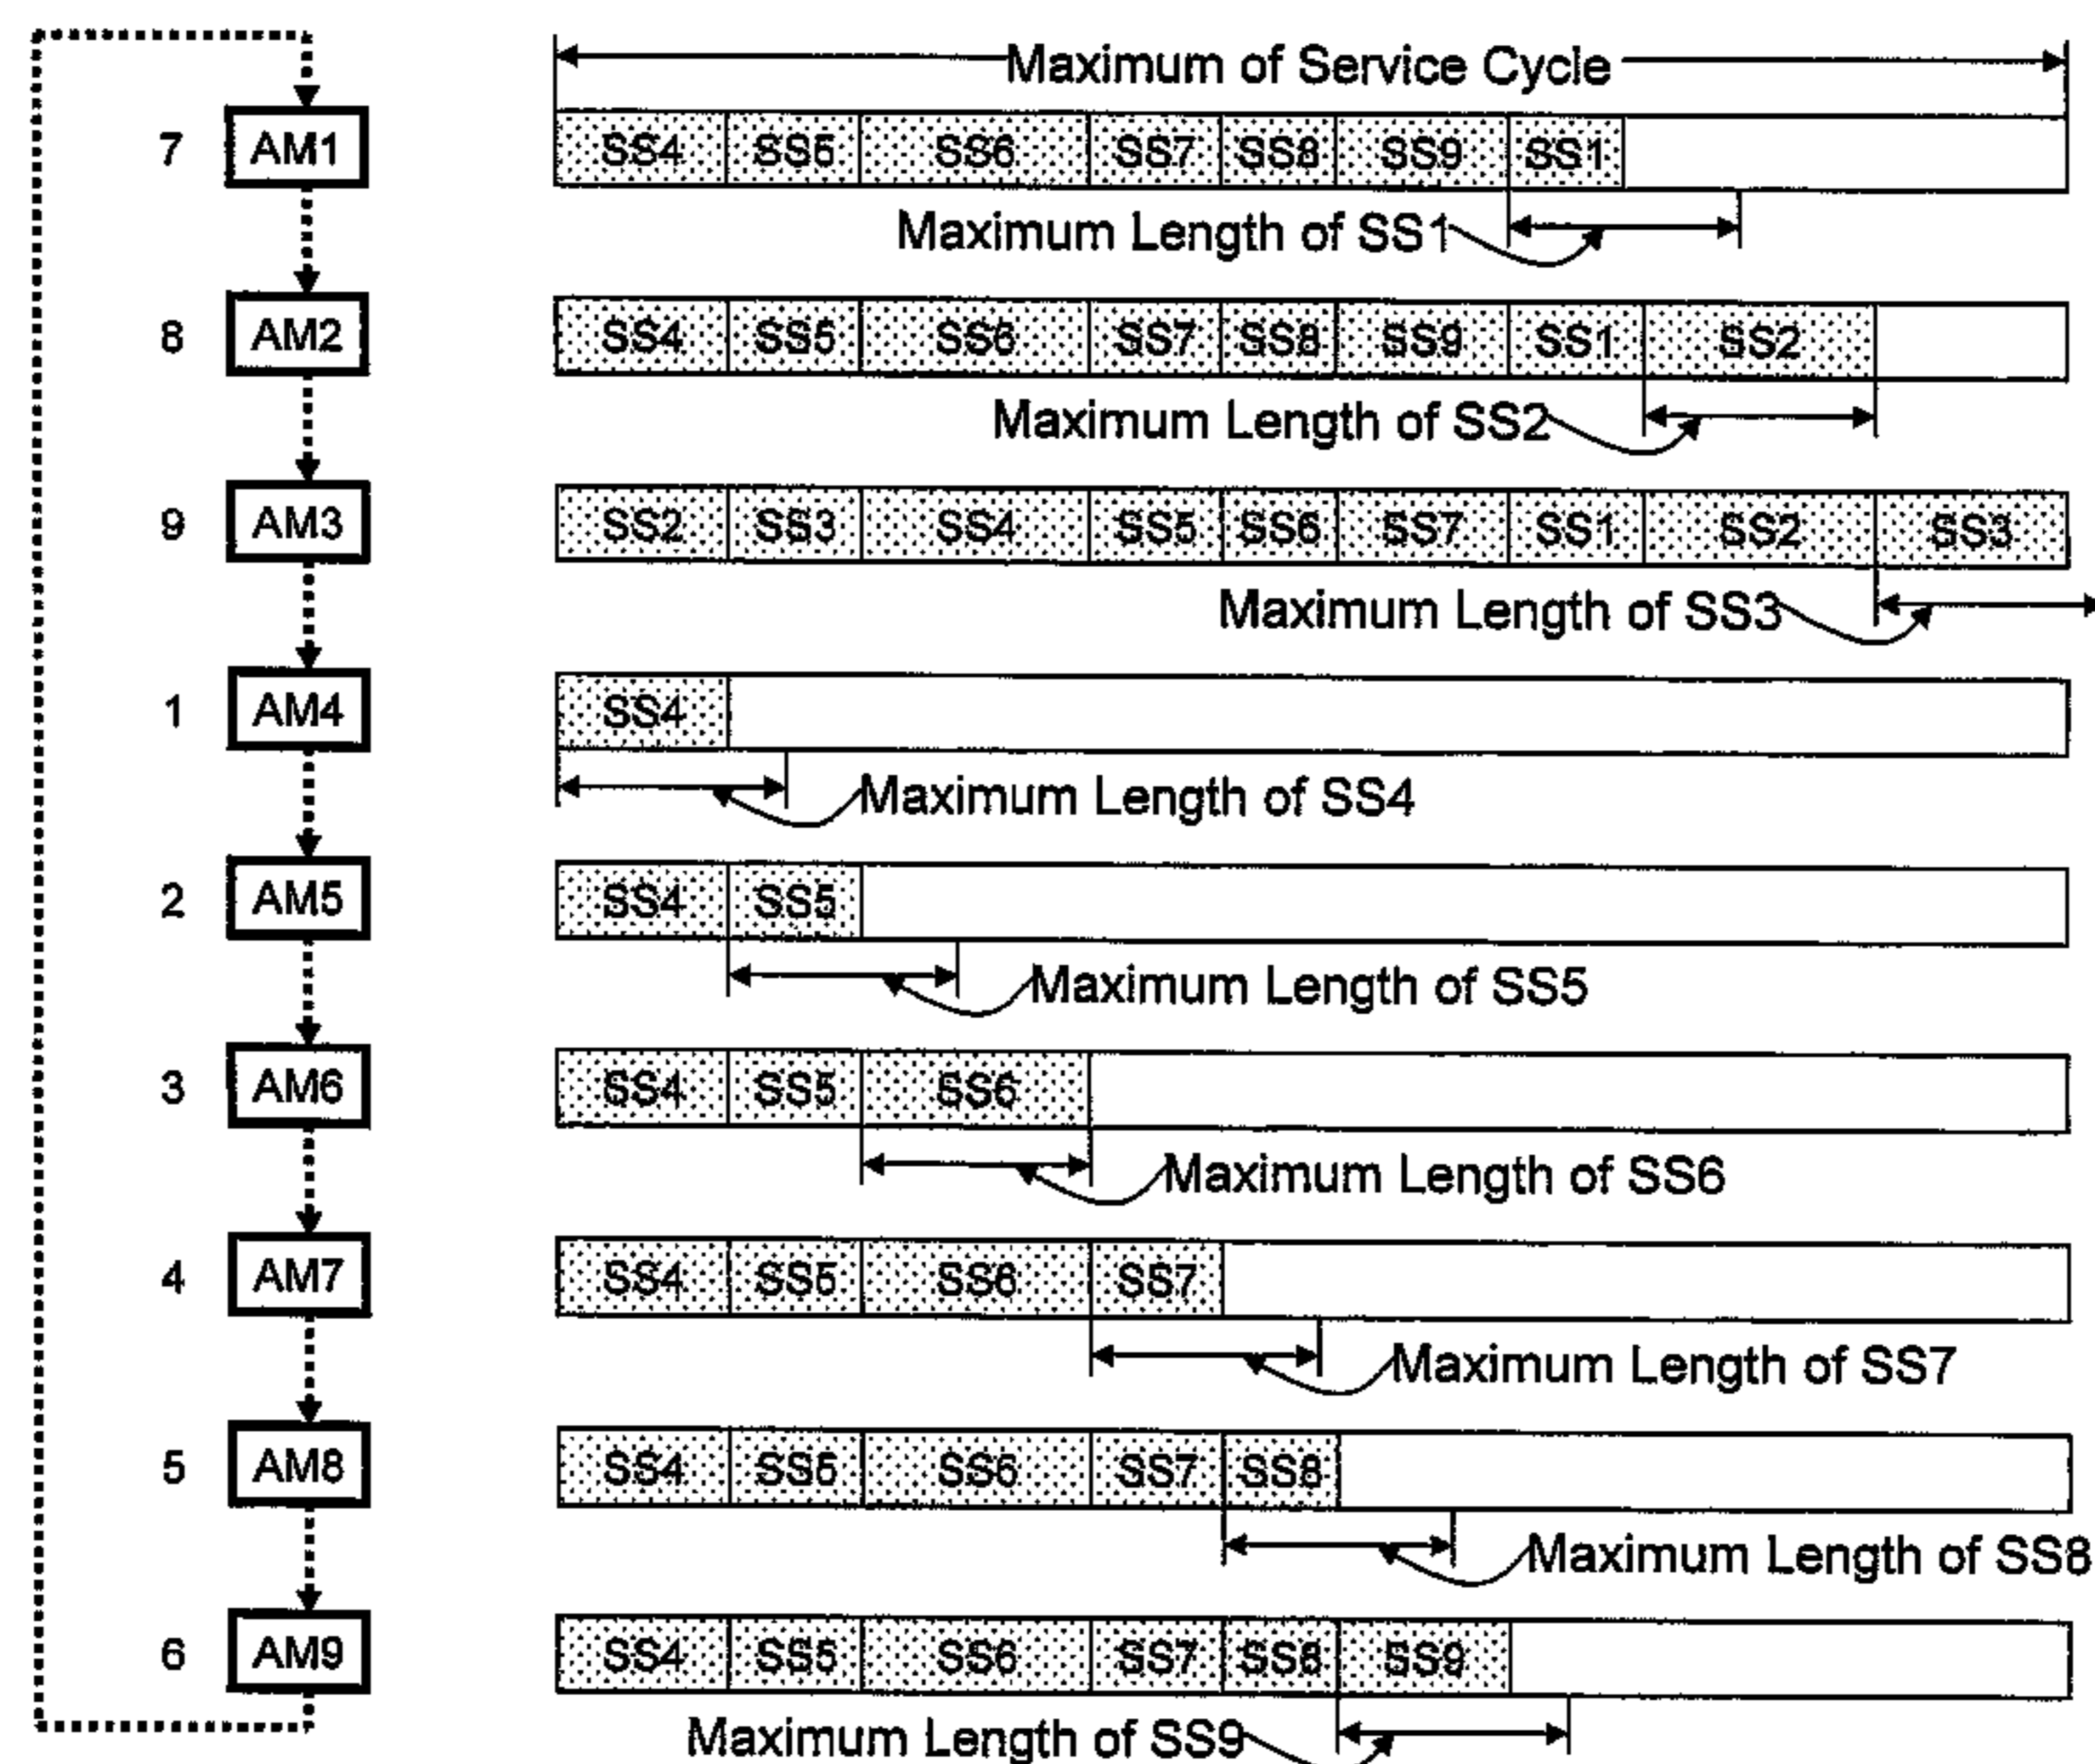 Maximum of Service Cycle
7 AM1 SS4 SS5 SS6 SS7 SS8 SS9 SS1
Maximum Length of SS1
8 AM2 SS4 SS5 SS6 SS7 SS8 SS9 SS1 SS2
Maximum Length of SS2
9 AM3 SS2 SS3 SS4 SS5 SS6 SS7 SS1 SS2 SS3
Maximum Length of SS3
1 AM4 SS4
Maximum Length of SS4
2 AM5 SS4 SS5
Maximum Length of SS5
3 AM6 SS4 SS5 SS6
Maximum Length of SS6
4 AM7 SS4 SS5 SS6 SS7
Maximum Length of SS7
5 AM8 SS4 SS5 SS6 SS7 SS8
Maximum Length of SS8
6 AM9 SS4 SS5 SS6 SS7 SS8 SS9
Maximum Length of SS9